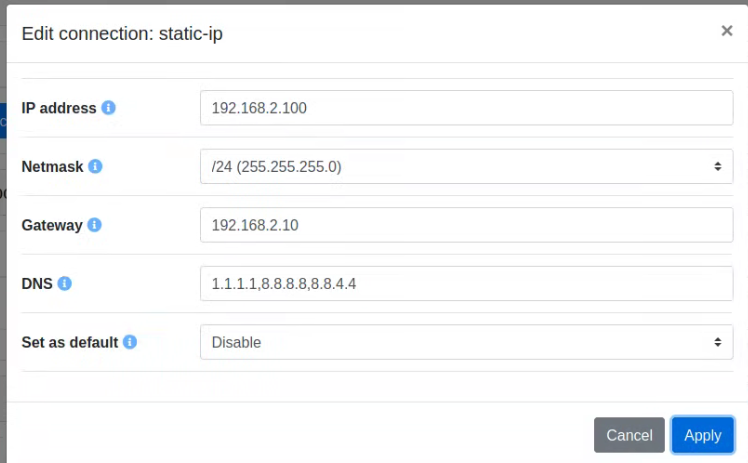 Edit connection: static-ip ×
IP address 192.168.2.100
Netmask /24 (255.255.255.0)
Gateway 192.168.2.10
DNS 1.1.1.1,8.8.8.8,8.8.4.4
Set as default Disable
Cancel Apply